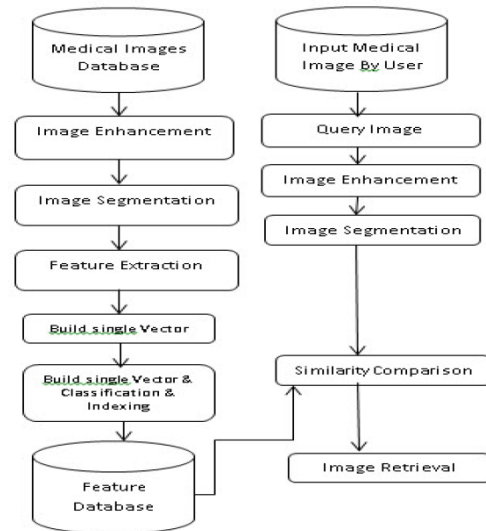 Medical Images
Database
Image Enhancement
Image Segmentation
Feature Extraction
Build single Vector
Build single Vector &
Classification &
Indexing
Feature
Database
Input Medical
Image By User
Query Image
Image Enhancement
Image Segmentation
Similarity Comparison
Image Retrieval